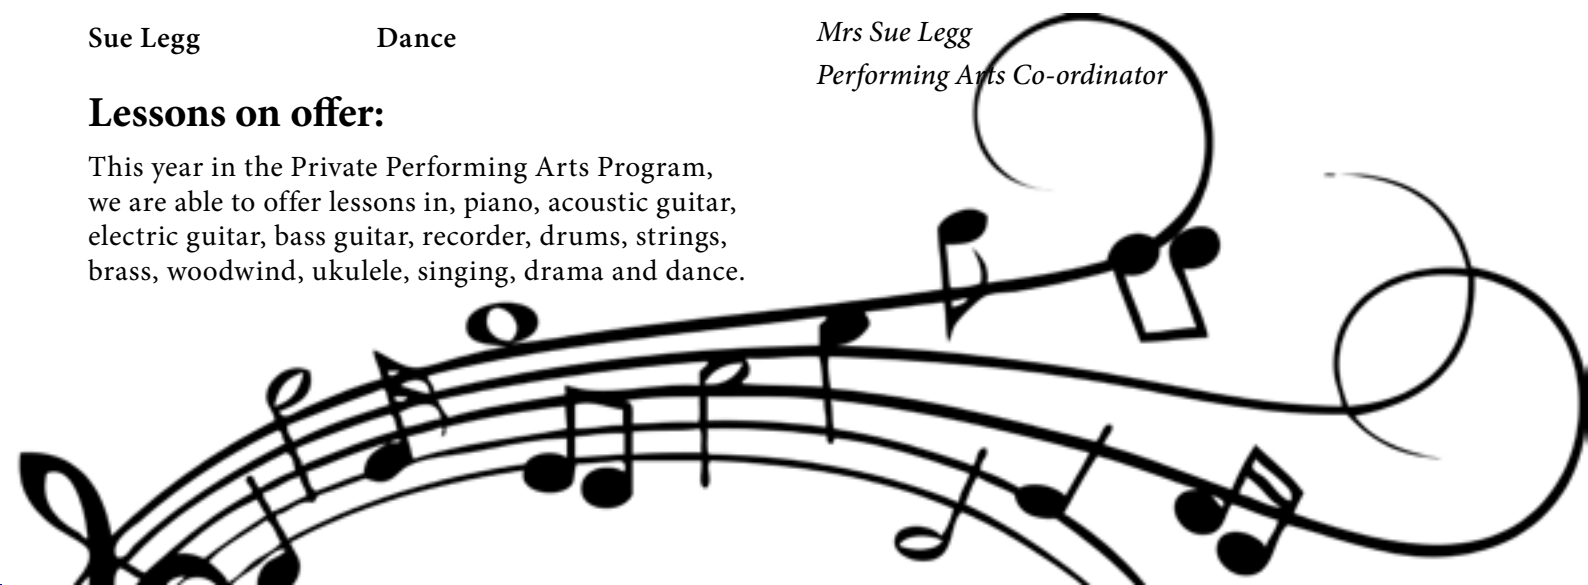 Sue Legg Dance
Lessons on offer:
This year in the Private Performing Arts Program,
we are able to offer lessons in, piano, acoustic guitar,
electric guitar, bass guitar, recorder, drums, strings,
brass, woodwind, ukulele, singing, drama and dance.
Mrs Sue Legg
Performing Arts Co-ordinator